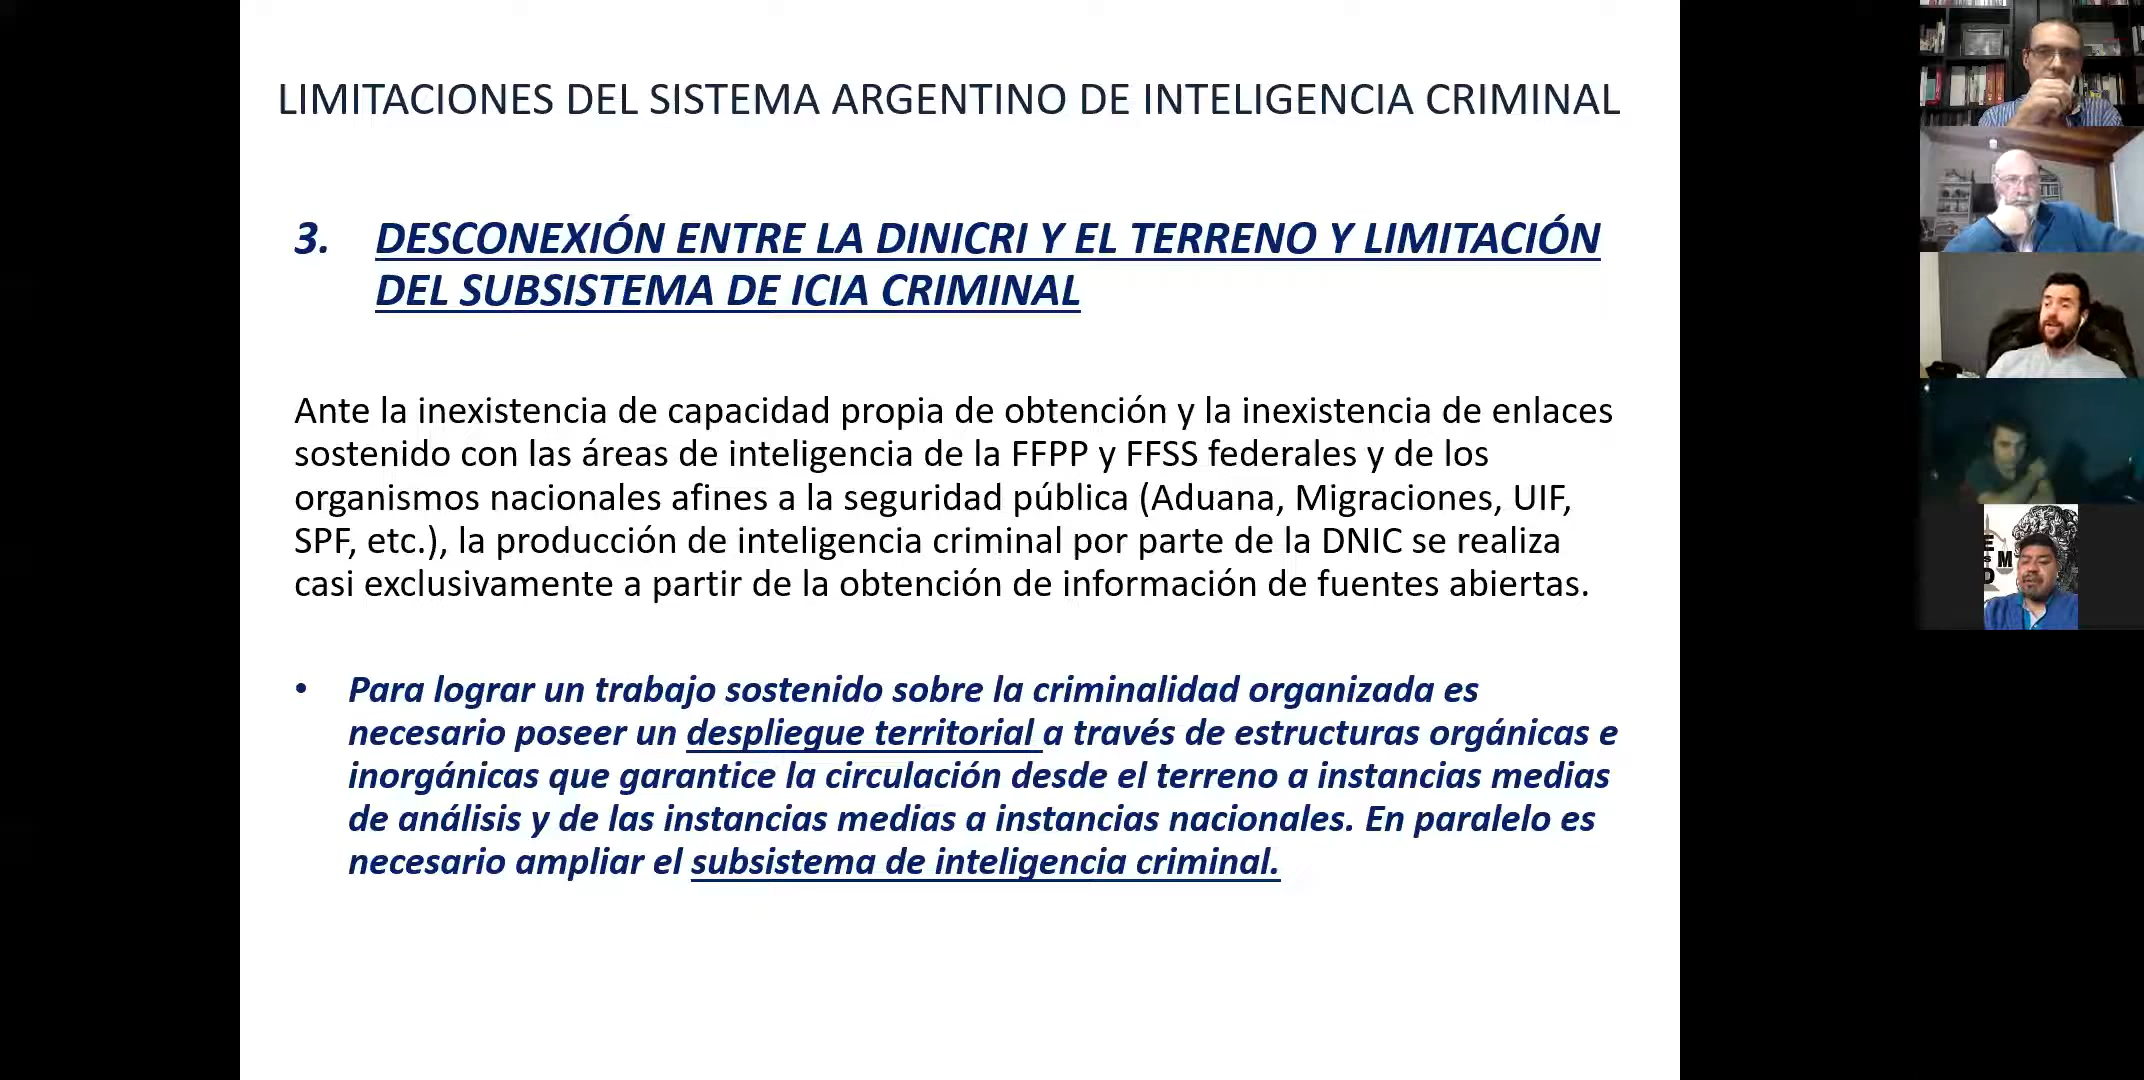 LIMITACIONES DEL SISTEMA ARGENTINO DE INTELIGENCIA CRIMINAL
3. DESCONEXIÓN ENTRE LA DINICRI Y EL TERRENO Y LIMITACIÓN
DEL SUBSISTEMA DE ICIA CRIMINAL
Ante la inexistencia de capacidad propia de obtención y la inexistencia de enlaces
sostenido con las áreas de inteligencia de la FFPP y FFSS federales y de los
organismos nacionales afines a la seguridad pública (Aduana, Migraciones, UIF,
SPF, etc.), la producción de inteligencia criminal por parte de la DNIC se realiza
casi exclusivamente a partir de la obtención de información de fuentes abiertas.
• Para lograr un trabajo sostenido sobre la criminalidad organizada es
necesario poseer un despliegue territorial a través de estructuras orgánicas e
inorgánicas que garantice la circulación desde el terreno a instancias medias
de análisis y de las instancias medias a instancias nacionales. En paralelo es
necesario ampliar el subsistema de inteligencia criminal.